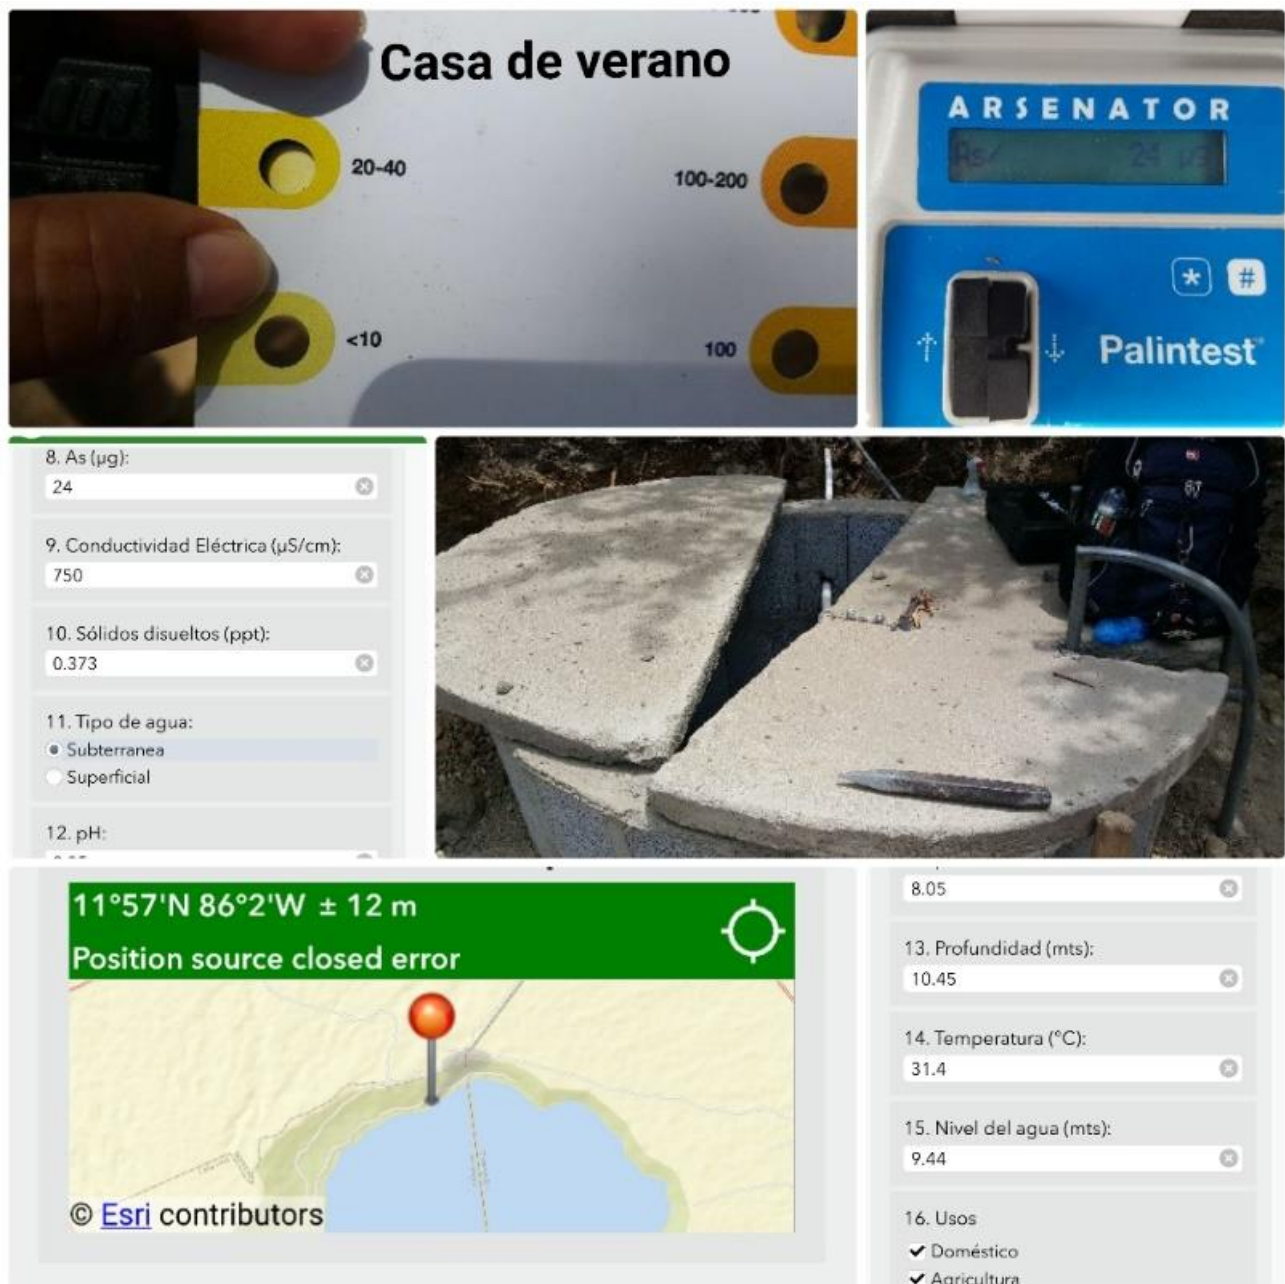 Casa de verano
20-40
100-200
<10
100
ARSENATOR
As/ 24 µg
* #
Palintest
8. As (µg):
24
9. Conductividad Eléctrica (µS/cm):
750
10. Sólidos disueltos (ppt):
0.373
11. Tipo de agua:
Subterranea
Superficial
12. pH:
11°57'N 86°2'W ± 12 m
Position source closed error
© Esri contributors
8.05
13. Profundidad (mts):
10.45
14. Temperatura (°C):
31.4
15. Nivel del agua (mts):
9.44
16. Usos
Doméstico
Agricultura